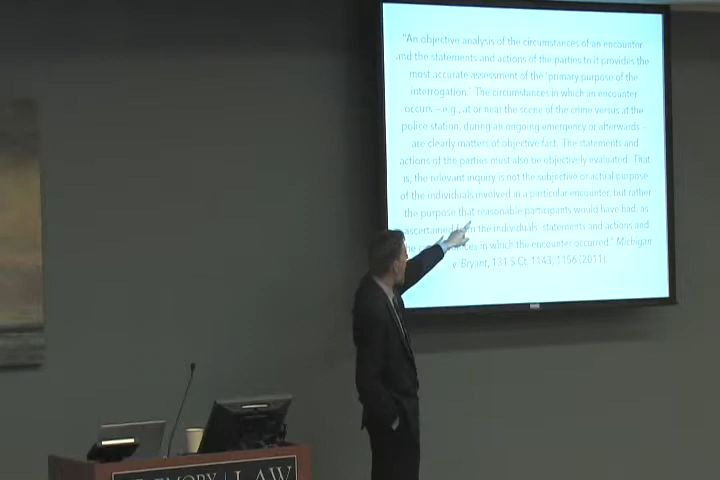 "An objective analysis of the circumstances of an encounter
and the statements and actions of the parties to it provides the
most accurate assessment of the 'primary purpose of the
interrogation.' The circumstances in which an encounter
occurs – e.g., at or near the scene of the crime versus at the
police station, during an ongoing emergency or afterwards –
are clearly matters of objective fact. The statements and
actions of the parties must also be objectively evaluated. That
is, the relevant inquiry is not the subjective or actual purpose
of the individuals involved in a particular encounter, but rather
the purpose that reasonable participants would have had, as
ascertained the individuals' statements and actions and
in which the encounter occurred." Michigan
v. Bryant, 131 S.Ct. 1143, 1156 (2011).
EMORY | LAW